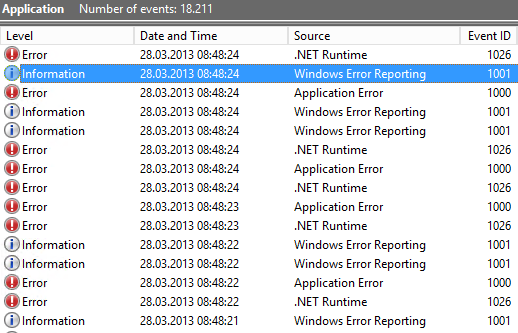 Application Number of events: 18.211
Level Date and Time Source Event ID
Error 28.03.2013 08:48:24 .NET Runtime 1026
Information 28.03.2013 08:48:24 Windows Error Reporting 1001
Error 28.03.2013 08:48:24 Application Error 1000
Information 28.03.2013 08:48:24 Windows Error Reporting 1001
Information 28.03.2013 08:48:24 Windows Error Reporting 1001
Error 28.03.2013 08:48:24 .NET Runtime 1026
Error 28.03.2013 08:48:24 Application Error 1000
Error 28.03.2013 08:48:24 .NET Runtime 1026
Error 28.03.2013 08:48:23 Application Error 1000
Error 28.03.2013 08:48:23 .NET Runtime 1026
Information 28.03.2013 08:48:22 Windows Error Reporting 1001
Information 28.03.2013 08:48:22 Windows Error Reporting 1001
Error 28.03.2013 08:48:22 Application Error 1000
Error 28.03.2013 08:48:22 .NET Runtime 1026
Information 28.03.2013 08:48:21 Windows Error Reporting 1001